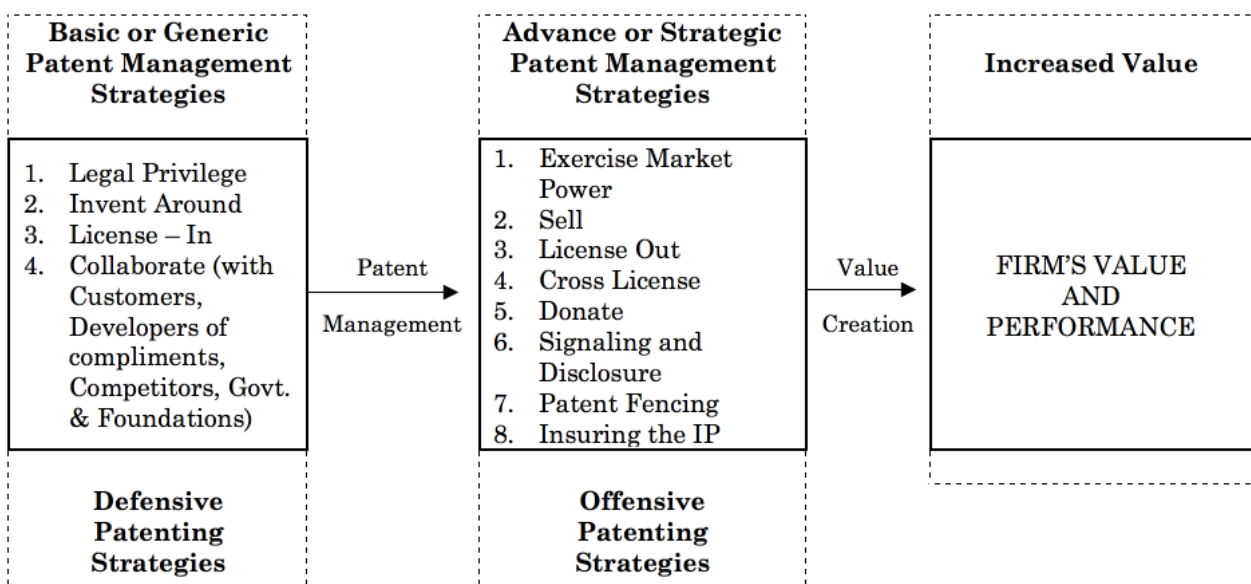 Basic or Generic
Patent Management
Strategies
1. Legal Privilege
2. Invent Around
3. License – In
4. Collaborate (with
Customers,
Developers of
compliments,
Competitors, Govt.
& Foundations)
Defensive
Patenting
Strategies
Patent
Management
Advance or Strategic
Patent Management
Strategies
1. Exercise Market
Power
2. Sell
3. License Out
4. Cross License
5. Donate
6. Signaling and
Disclosure
7. Patent Fencing
8. Insuring the IP
Offensive
Patenting
Strategies
Value
Creation
Increased Value
FIRM'S VALUE
AND
PERFORMANCE